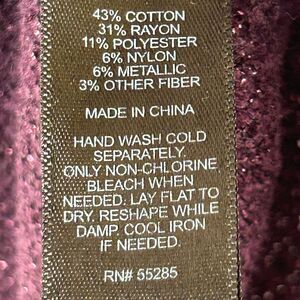 43% COTTON
31% RAYON
11% POLYESTER
6% NYLON
6% METALLIC
3% OTHER FIBER
MADE IN CHINA
HAND WASH COLD
SEPARATELY.
ONLY NON-CHLORINE
BLEACH WHEN
NEEDED. LAY FLAT TO
DRY. RESHAPE WHILE
DAMP. COOL IRON
IF NEEDED.
RN# 55285